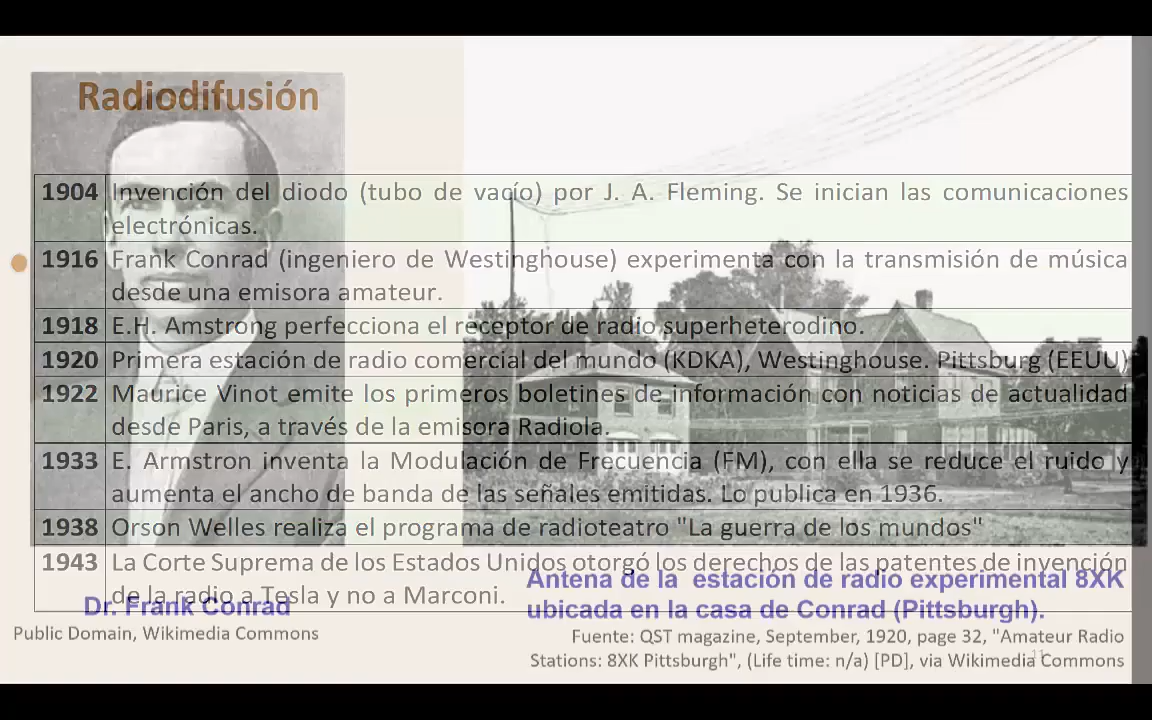 Radiodifusión
1904 Invención del diodo (tubo de vacío) por J. A. Fleming. Se inician las comunicaciones
electrónicas.
1916 Frank Conrad (ingeniero de Westinghouse) experimenta con la transmisión de música
desde una emisora amateur.
1918 E.H. Amstrong perfecciona el receptor de radio superheterodino.
1920 Primera estación de radio comercial del mundo (KDKA), Westinghouse. Pittsburg (EEUU)
1922 Maurice Vinot emite los primeros boletines de información con noticias de actualidad
desde Paris, a través de la emisora Radiola.
1933 E. Armstron inventa la Modulación de Frecuencia (FM), con ella se reduce el ruido y
aumenta el ancho de banda de las señales emitidas. Lo publica en 1936.
1938 Orson Welles realiza el programa de radioteatro "La guerra de los mundos"
1943 La Corte Suprema de los Estados Unidos otorgó los derechos de las patentes de invención
de la radio a Tesla y no a Marconi.
Dr. Frank Conrad
Public Domain, Wikimedia Commons
Antena de la estación de radio experimental 8XK
ubicada en la casa de Conrad (Pittsburgh).
Fuente: QST magazine, September, 1920, page 32, "Amateur Radio
Stations: 8XK Pittsburgh", (Life time: n/a) [PD], via Wikimedia Commons
11